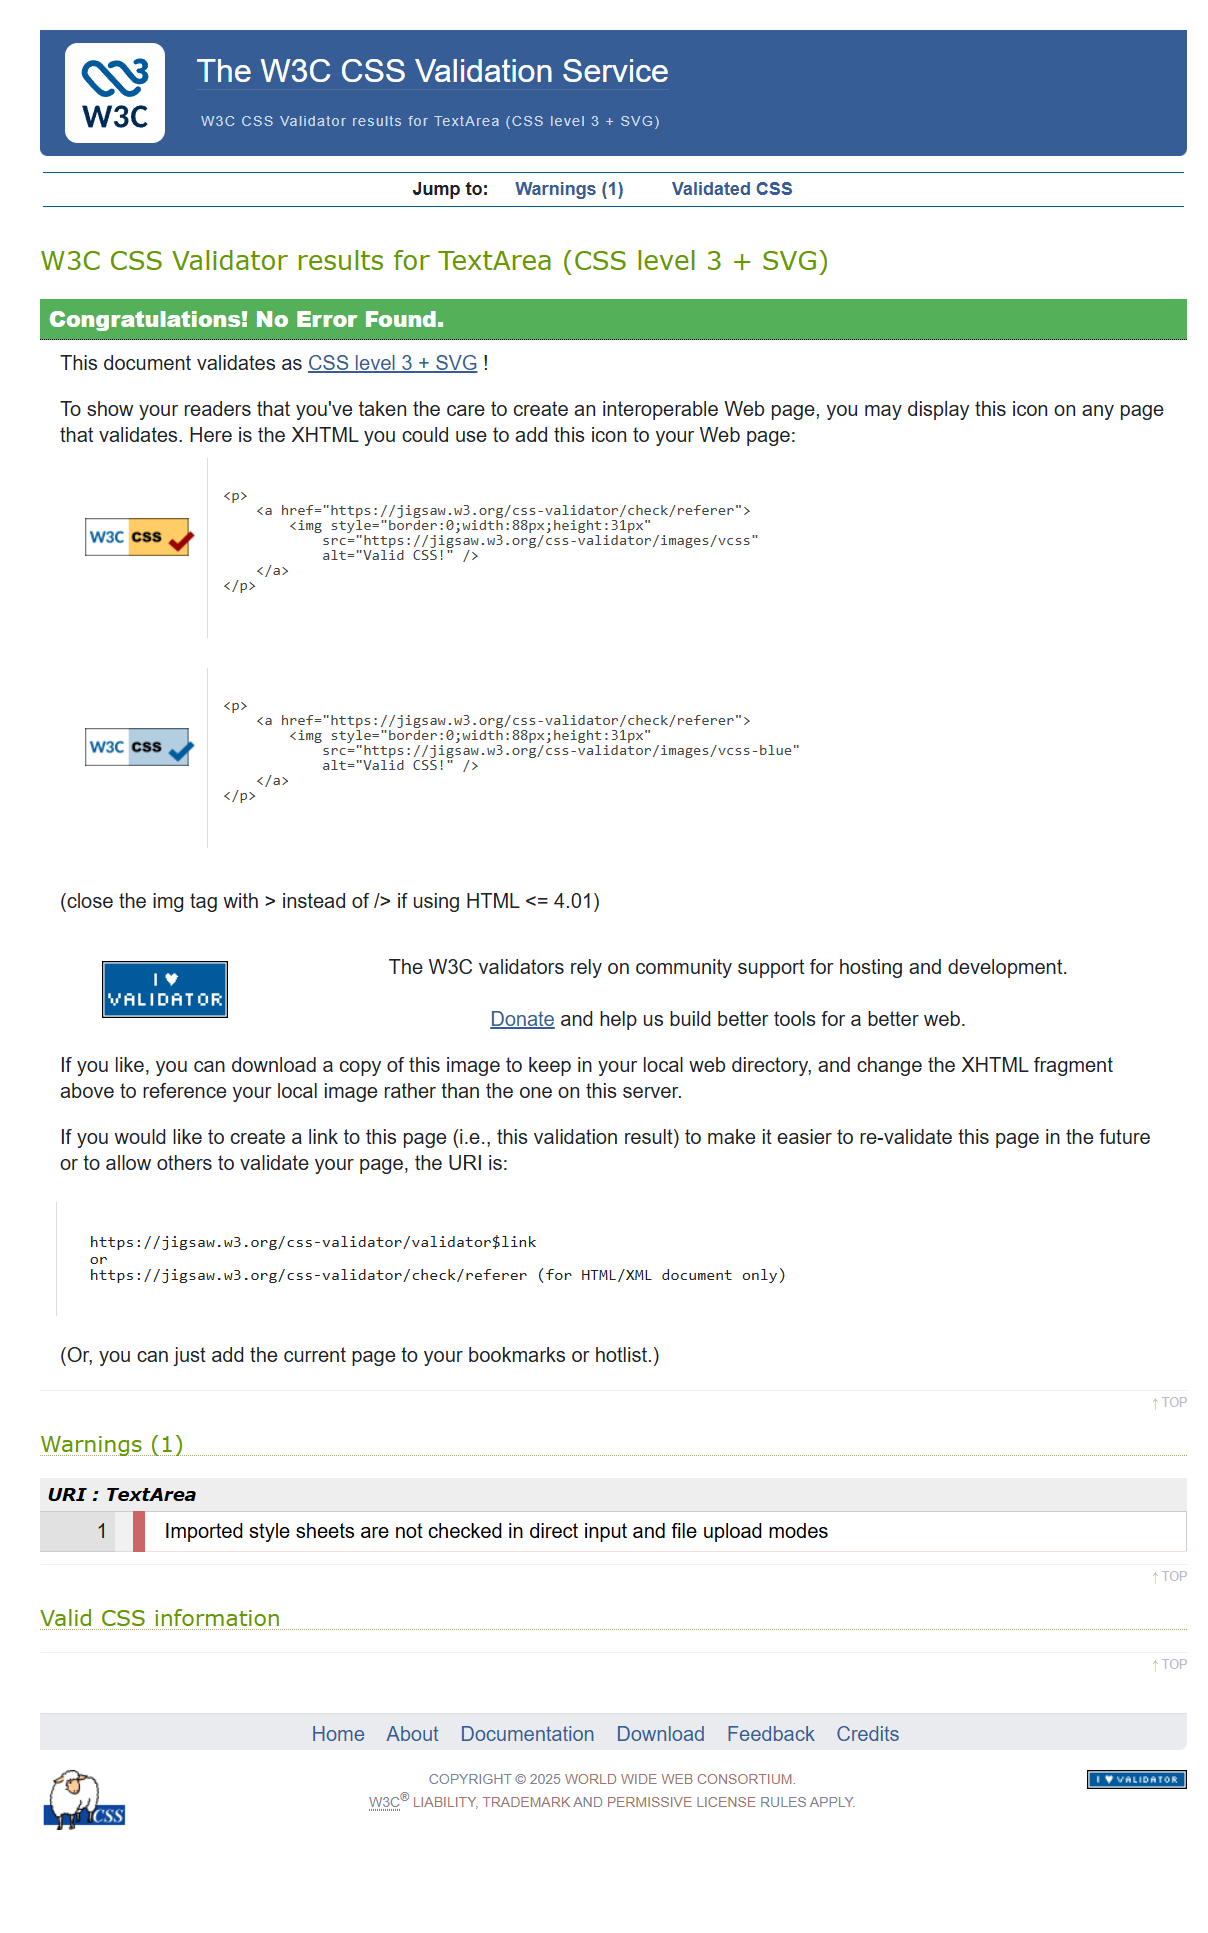 W3C
The W3C CSS Validation Service
W3C CSS Validator results for TextArea (CSS level 3 + SVG)
Jump to: Warnings (1) Validated CSS
W3C CSS Validator results for TextArea (CSS level 3 + SVG)
Congratulations! No Error Found.
This document validates as CSS level 3 + SVG !
To show your readers that you've taken the care to create an interoperable Web page, you may display this icon on any page
that validates. Here is the XHTML you could use to add this icon to your Web page:
W3C css
<p>
    <a href="https://jigsaw.w3.org/css-validator/check/referer">
        <img style="border:0;width:88px;height:31px"
            src="https://jigsaw.w3.org/css-validator/images/vcss"
            alt="Valid CSS!" />
    </a>
</p>
W3C css
<p>
    <a href="https://jigsaw.w3.org/css-validator/check/referer">
        <img style="border:0;width:88px;height:31px"
            src="https://jigsaw.w3.org/css-validator/images/vcss-blue"
            alt="Valid CSS!" />
    </a>
</p>
(close the img tag with > instead of /> if using HTML <= 4.01)
I ♥
VALIDATOR
The W3C validators rely on community support for hosting and development.
Donate and help us build better tools for a better web.
If you like, you can download a copy of this image to keep in your local web directory, and change the XHTML fragment
above to reference your local image rather than the one on this server.
If you would like to create a link to this page (i.e., this validation result) to make it easier to re-validate this page in the future
or to allow others to validate your page, the URI is:
https://jigsaw.w3.org/css-validator/validator$link
or
https://jigsaw.w3.org/css-validator/check/referer (for HTML/XML document only)
(Or, you can just add the current page to your bookmarks or hotlist.)
↑ TOP
Warnings (1)
URI : TextArea
1 Imported style sheets are not checked in direct input and file upload modes
↑ TOP
Valid CSS information
↑ TOP
Home About Documentation Download Feedback Credits
CSS
COPYRIGHT © 2025 WORLD WIDE WEB CONSORTIUM.
W3C® LIABILITY, TRADEMARK AND PERMISSIVE LICENSE RULES APPLY.
I ♥ VALIDATOR